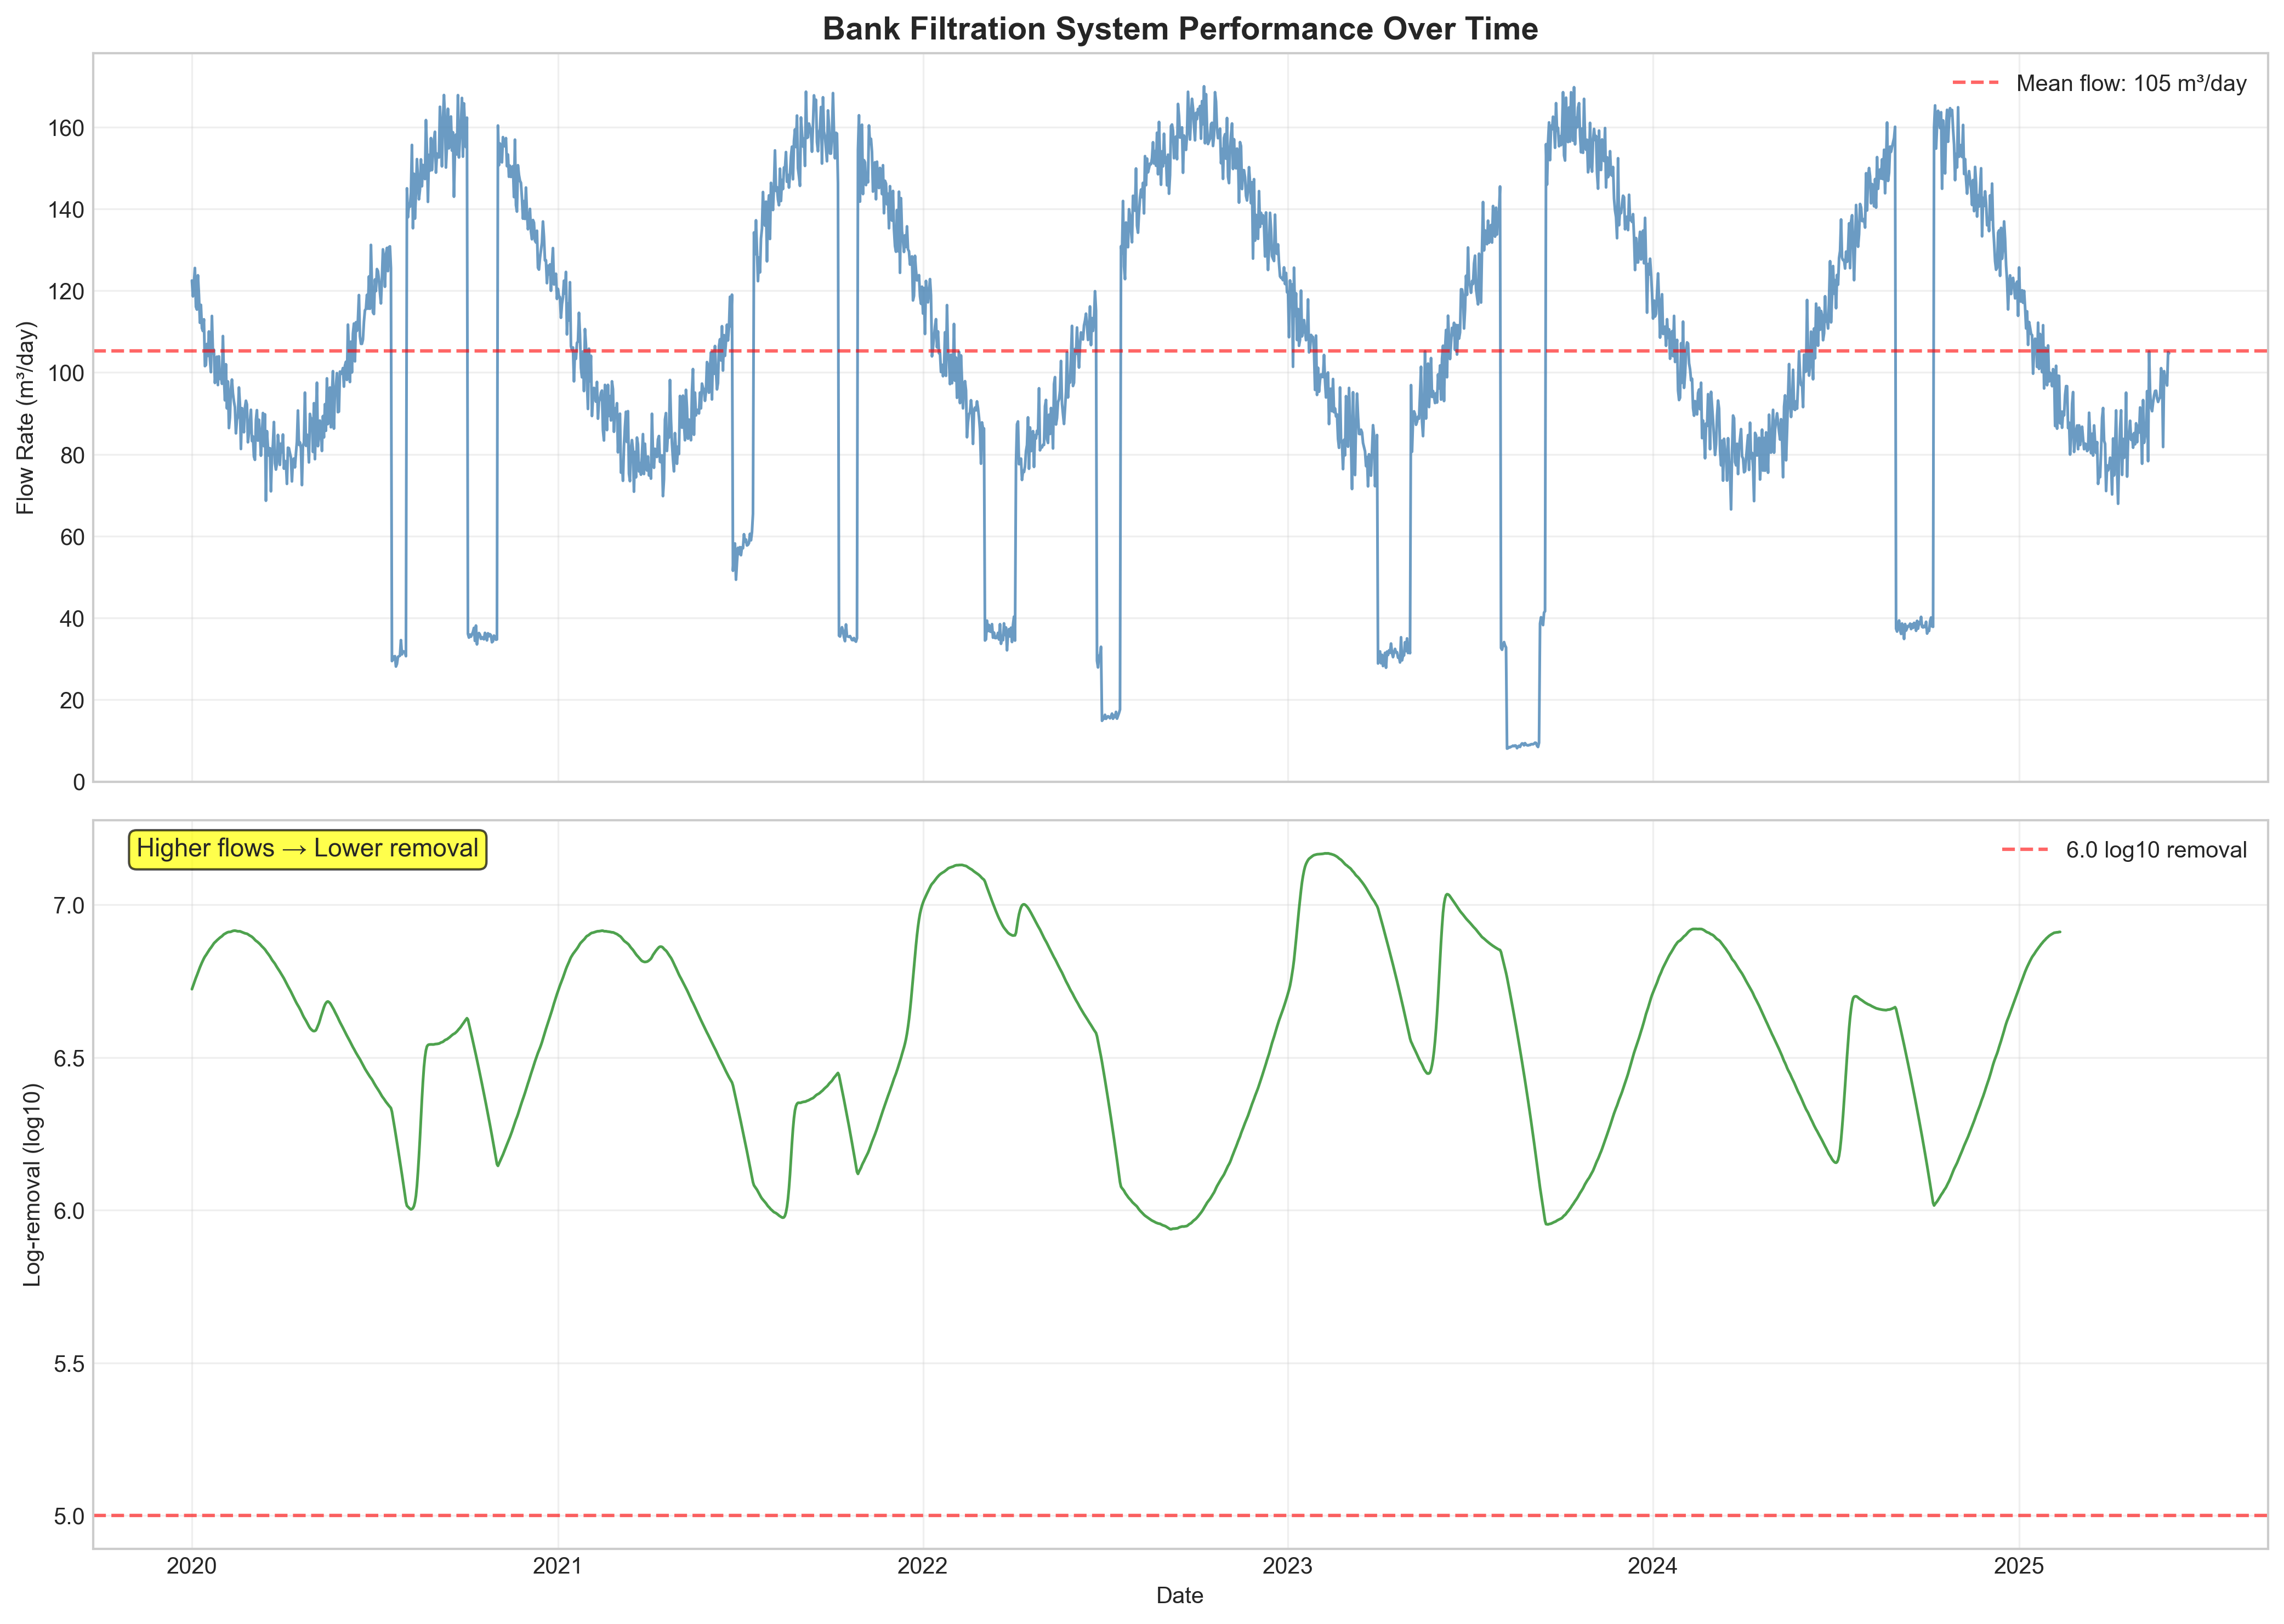 Bank Filtration System Performance Over Time
Mean flow: 105 m³/day
Flow Rate (m³/day)
160
140
120
100
80
60
40
20
0
Higher flows → Lower removal
6.0 log10 removal
Log-removal (log10)
7.0
6.5
6.0
5.5
5.0
2020 2021 2022 2023 2024 2025
Date